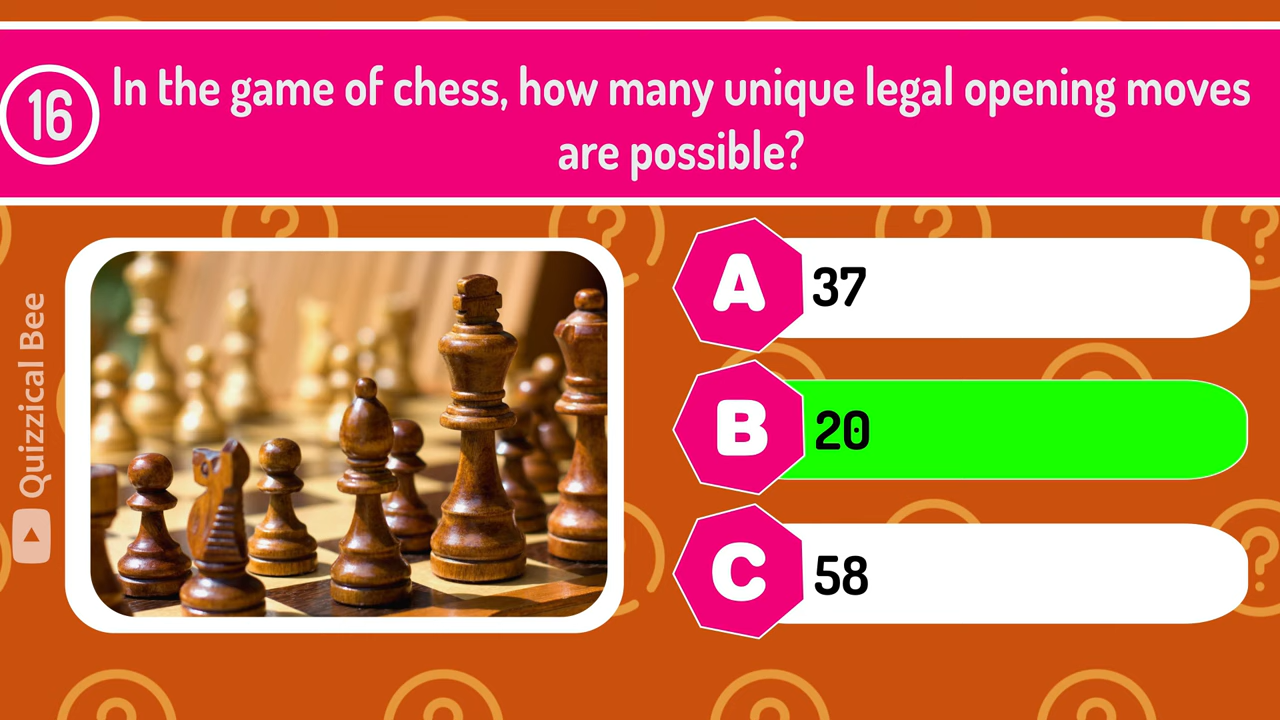 16
In the game of chess, how many unique legal opening moves
are possible?
Quizzical Bee
A 37
B 20
C 58